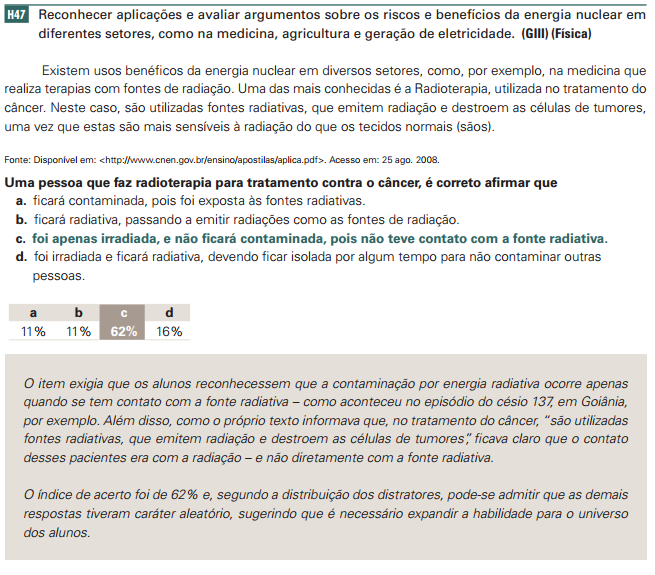 H47 Reconhecer aplicações e avaliar argumentos sobre os riscos e benefícios da energia nuclear em
diferentes setores, como na medicina, agricultura e geração de eletricidade. (GIII) (Física)
Existem usos benéficos da energia nuclear em diversos setores, como, por exemplo, na medicina que
realiza terapias com fontes de radiação. Uma das mais conhecidas é a Radioterapia, utilizada no tratamento do
câncer. Neste caso, são utilizadas fontes radiativas, que emitem radiação e destroem as células de tumores,
uma vez que estas são mais sensíveis à radiação do que os tecidos normais (sãos).
Fonte: Disponível em: <http://www.cnen.gov.br/ensino/apostilas/aplica.pdf>. Acesso em: 25 ago. 2008.
Uma pessoa que faz radioterapia para tratamento contra o câncer, é correto afirmar que
a. ficará contaminada, pois foi exposta às fontes radiativas.
b. ficará radiativa, passando a emitir radiações como as fontes de radiação.
c. foi apenas irradiada, e não ficará contaminada, pois não teve contato com a fonte radiativa.
d. foi irradiada e ficará radiativa, devendo ficar isolada por algum tempo para não contaminar outras
pessoas.
a b c d
11% 11% 62% 16%
O item exigia que os alunos reconhecessem que a contaminação por energia radiativa ocorre apenas
quando se tem contato com a fonte radiativa – como aconteceu no episódio do césio 137, em Goiânia,
por exemplo. Além disso, como o próprio texto informava que, no tratamento do câncer, “são utilizadas
fontes radiativas, que emitem radiação e destroem as células de tumores”, ficava claro que o contato
desses pacientes era com a radiação – e não diretamente com a fonte radiativa.
O índice de acerto foi de 62% e, segundo a distribuição dos distratores, pode-se admitir que as demais
respostas tiveram caráter aleatório, sugerindo que é necessário expandir a habilidade para o universo
dos alunos.